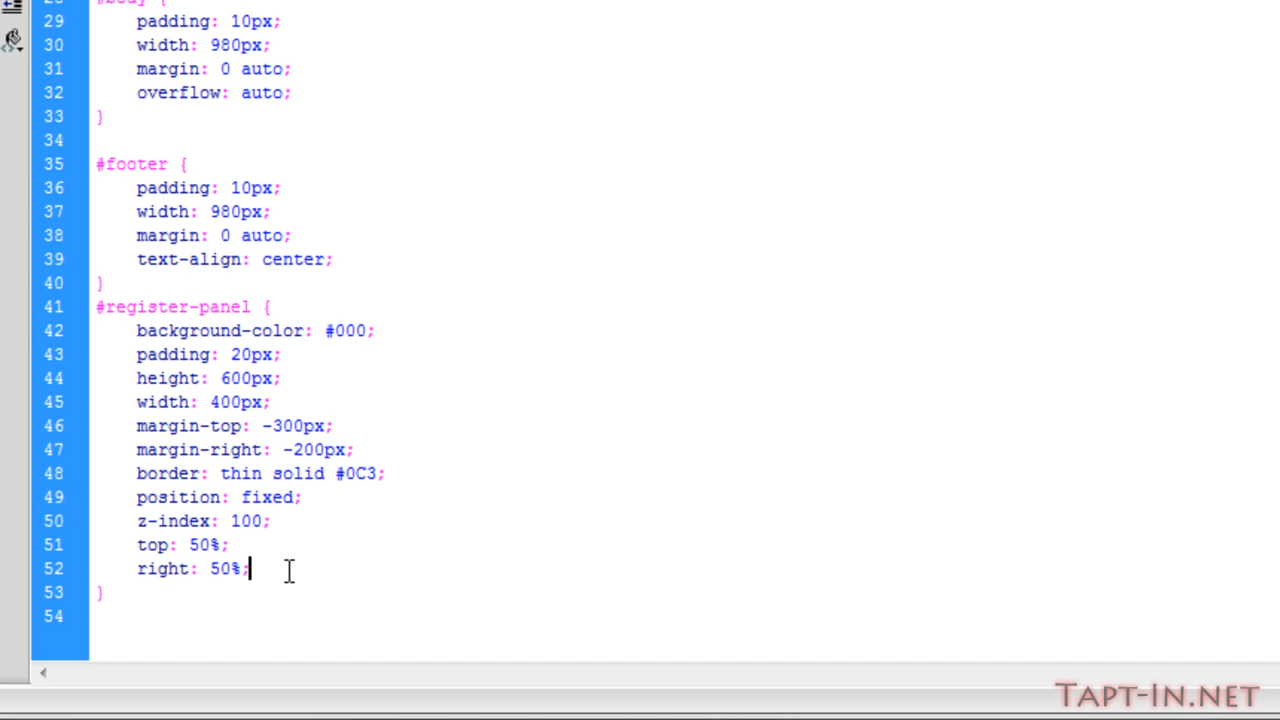 28 #body {
29 padding: 10px;
30 width: 980px;
31 margin: 0 auto;
32 overflow: auto;
33 }
34
35 #footer {
36 padding: 10px;
37 width: 980px;
38 margin: 0 auto;
39 text-align: center;
40 }
41 #register-panel {
42 background-color: #000;
43 padding: 20px;
44 height: 600px;
45 width: 400px;
46 margin-top: -300px;
47 margin-right: -200px;
48 border: thin solid #0C3;
49 position: fixed;
50 z-index: 100;
51 top: 50%;
52 right: 50%;
53 }
54
TAPT-IN.NET